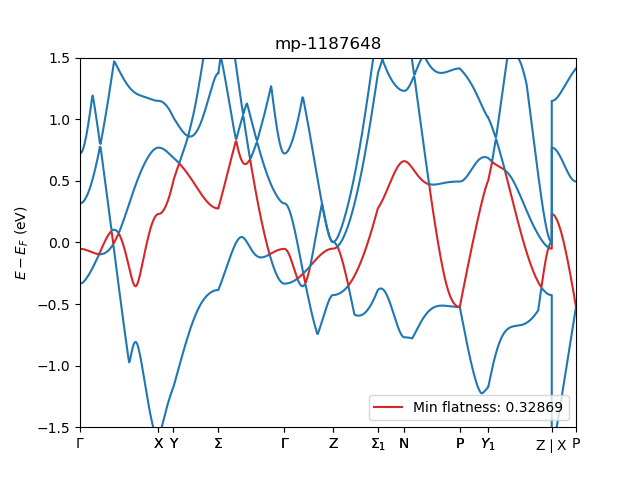 mp-1187648
E − E_F (eV)
1.5
1.0
0.5
0.0
−0.5
−1.0
−1.5
Min flatness: 0.32869
Γ X Y Σ Γ Z Σ₁ N P Y₁ Z | X P